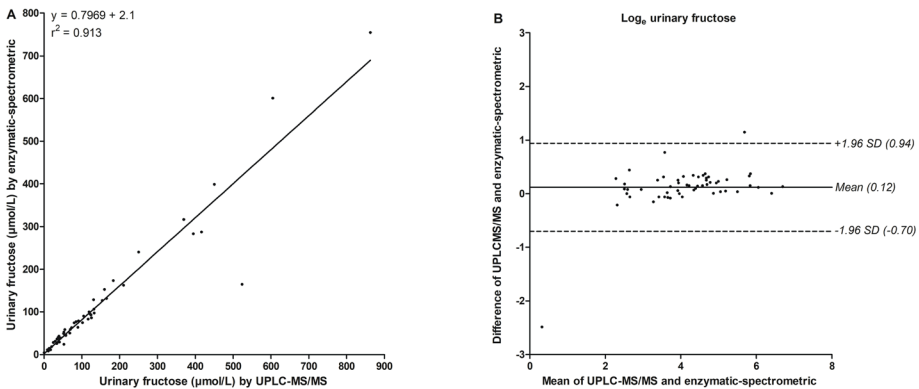 A
y = 0.7969 + 2.1
r² = 0.913
Urinary fructose (μmol/L) by enzymatic-spectrometric
800
700
600
500
400
300
200
100
0
0 100 200 300 400 500 600 700 800 900
Urinary fructose (μmol/L) by UPLC-MS/MS
B
Logₑ urinary fructose
Difference of UPLCMS/MS and enzymatic-spectrometric
3
2
1
0
-1
-2
-3
+1.96 SD (0.94)
Mean (0.12)
-1.96 SD (-0.70)
0 2 4 6 8
Mean of UPLC-MS/MS and enzymatic-spectrometric